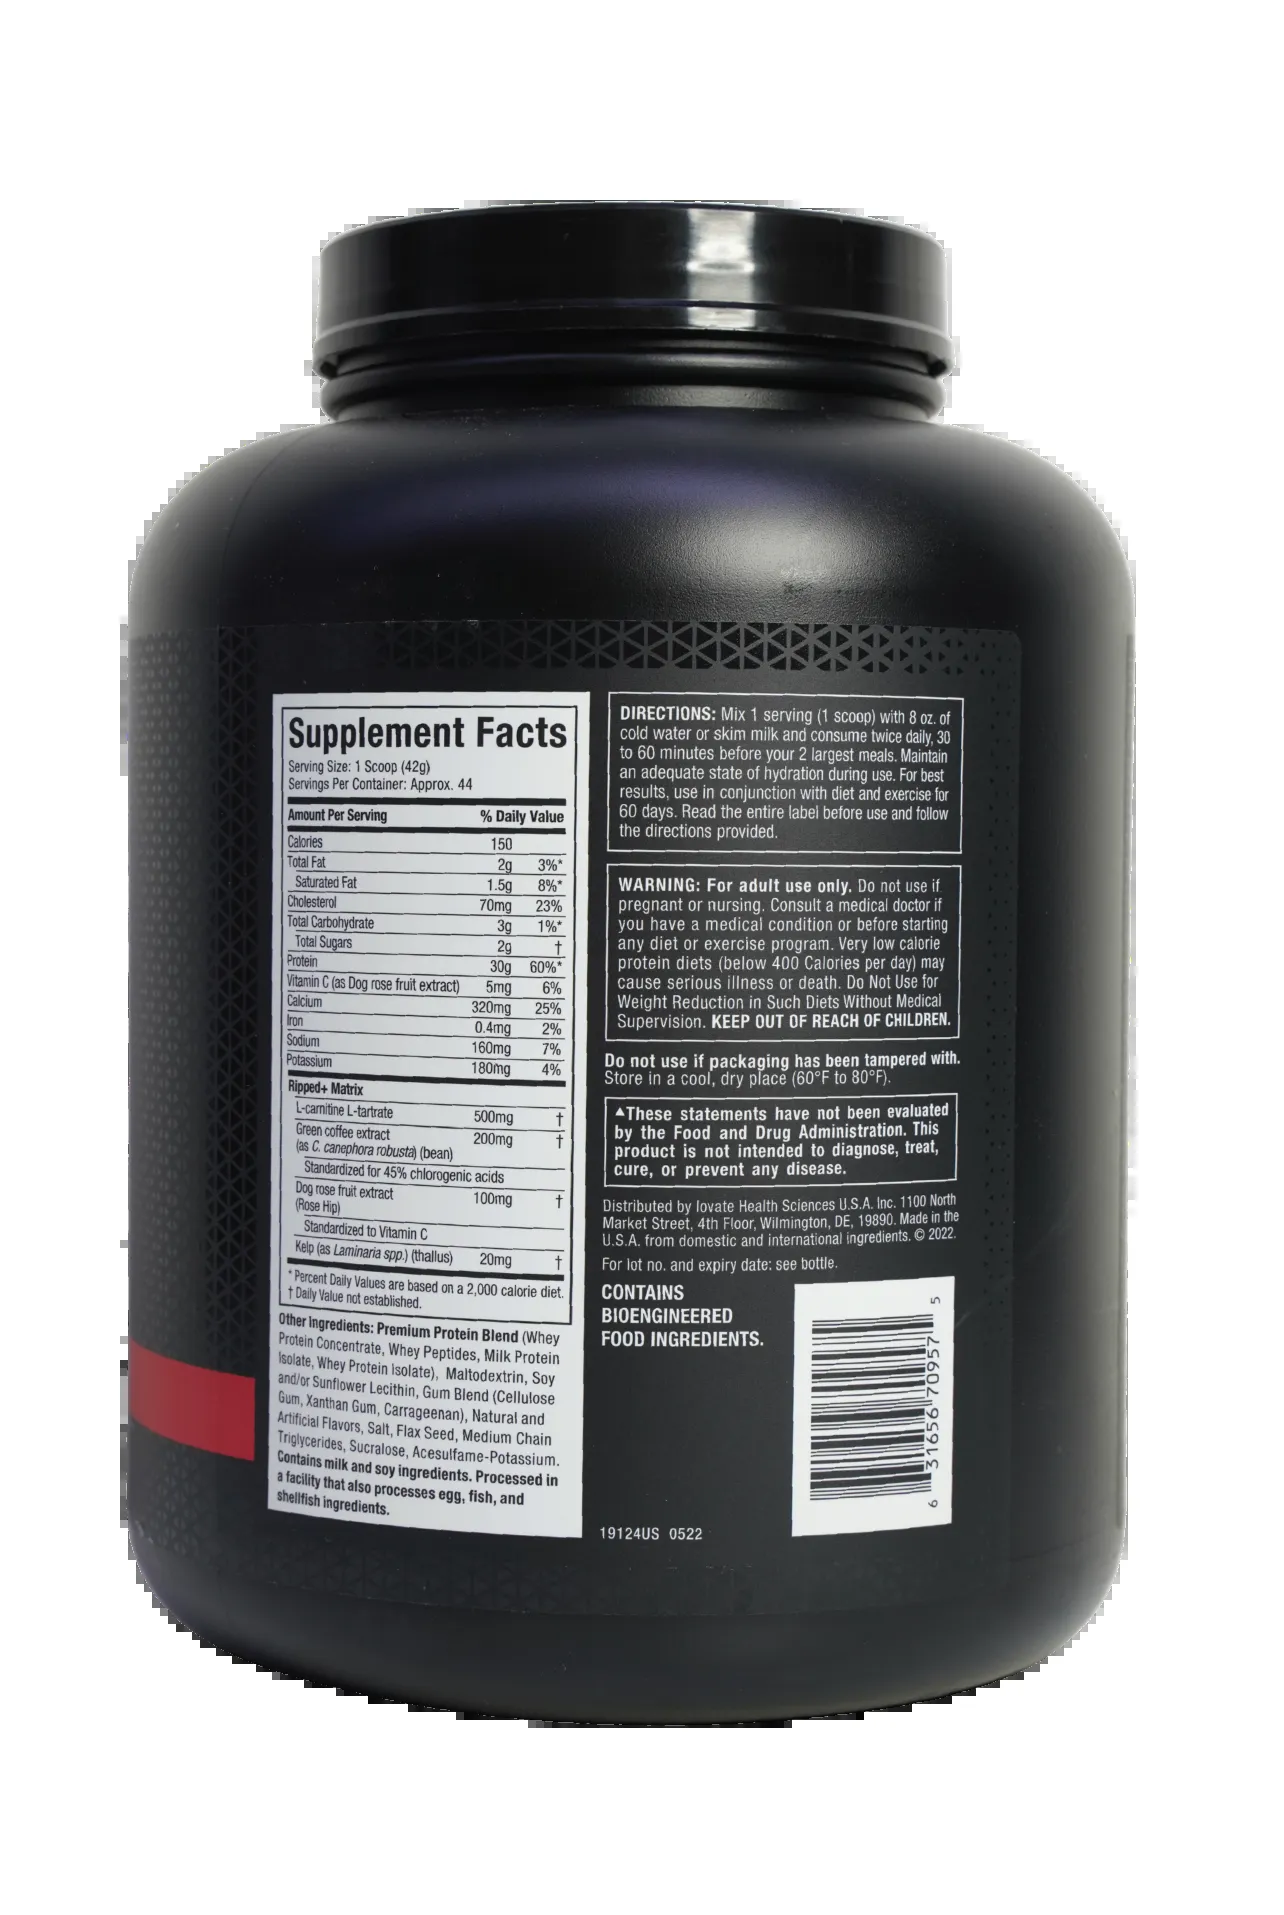 Supplement Facts
Serving Size: 1 Scoop (42g)
Servings Per Container: Approx. 44
Amount Per Serving % Daily Value
Calories 150
Total Fat 2g 3%*
Saturated Fat 1.5g 8%*
Cholesterol 70mg 23%
Total Carbohydrate 3g 1%*
Total Sugars 2g †
Protein 30g 60%*
Vitamin C (as Dog rose fruit extract) 5mg 6%
Calcium 320mg 25%
Iron 0.4mg 2%
Sodium 160mg 7%
Potassium 180mg 4%
Ripped+ Matrix
L-carnitine L-tartrate 500mg †
Green coffee extract 200mg †
(as C. canephora robusta) (bean)
Standardized for 45% chlorogenic acids
Dog rose fruit extract 100mg †
(Rose Hip)
Standardized to Vitamin C
Kelp (as Laminaria spp.) (thallus) 20mg †
* Percent Daily Values are based on a 2,000 calorie diet.
† Daily Value not established.
Other Ingredients: Premium Protein Blend (Whey
Protein Concentrate, Whey Peptides, Milk Protein
Isolate, Whey Protein Isolate), Maltodextrin, Soy
and/or Sunflower Lecithin, Gum Blend (Cellulose
Gum, Xanthan Gum, Carrageenan), Natural and
Artificial Flavors, Salt, Flax Seed, Medium Chain
Triglycerides, Sucralose, Acesulfame-Potassium.
Contains milk and soy ingredients. Processed in
a facility that also processes egg, fish, and
shellfish ingredients.
DIRECTIONS: Mix 1 serving (1 scoop) with 8 oz. of
cold water or skim milk and consume twice daily, 30
to 60 minutes before your 2 largest meals. Maintain
an adequate state of hydration during use. For best
results, use in conjunction with diet and exercise for
60 days. Read the entire label before use and follow
the directions provided.
WARNING: For adult use only. Do not use if
pregnant or nursing. Consult a medical doctor if
you have a medical condition or before starting
any diet or exercise program. Very low calorie
protein diets (below 400 Calories per day) may
cause serious illness or death. Do Not Use for
Weight Reduction in Such Diets Without Medical
Supervision. KEEP OUT OF REACH OF CHILDREN.
Do not use if packaging has been tampered with.
Store in a cool, dry place (60°F to 80°F).
▲These statements have not been evaluated
by the Food and Drug Administration. This
product is not intended to diagnose, treat,
cure, or prevent any disease.
Distributed by Iovate Health Sciences U.S.A. Inc. 1100 North
Market Street, 4th Floor, Wilmington, DE, 19890. Made in the
U.S.A. from domestic and international ingredients. © 2022.
For lot no. and expiry date: see bottle.
CONTAINS
BIOENGINEERED
FOOD INGREDIENTS.
6 31656 70957 5
19124US 0522